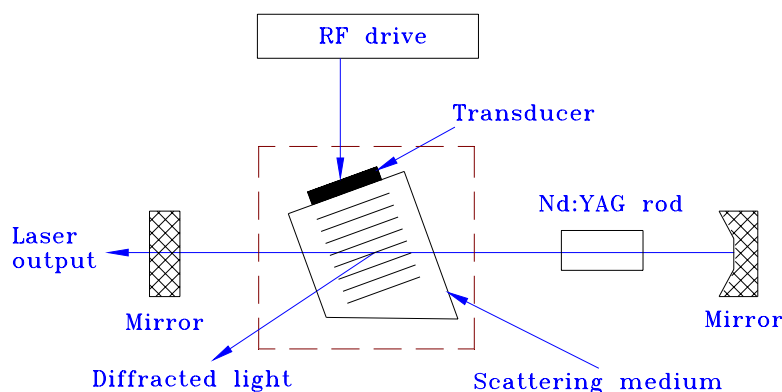 RF drive
Transducer
Nd:YAG rod
Laser
output
Mirror
Mirror
Diffracted light
Scattering medium